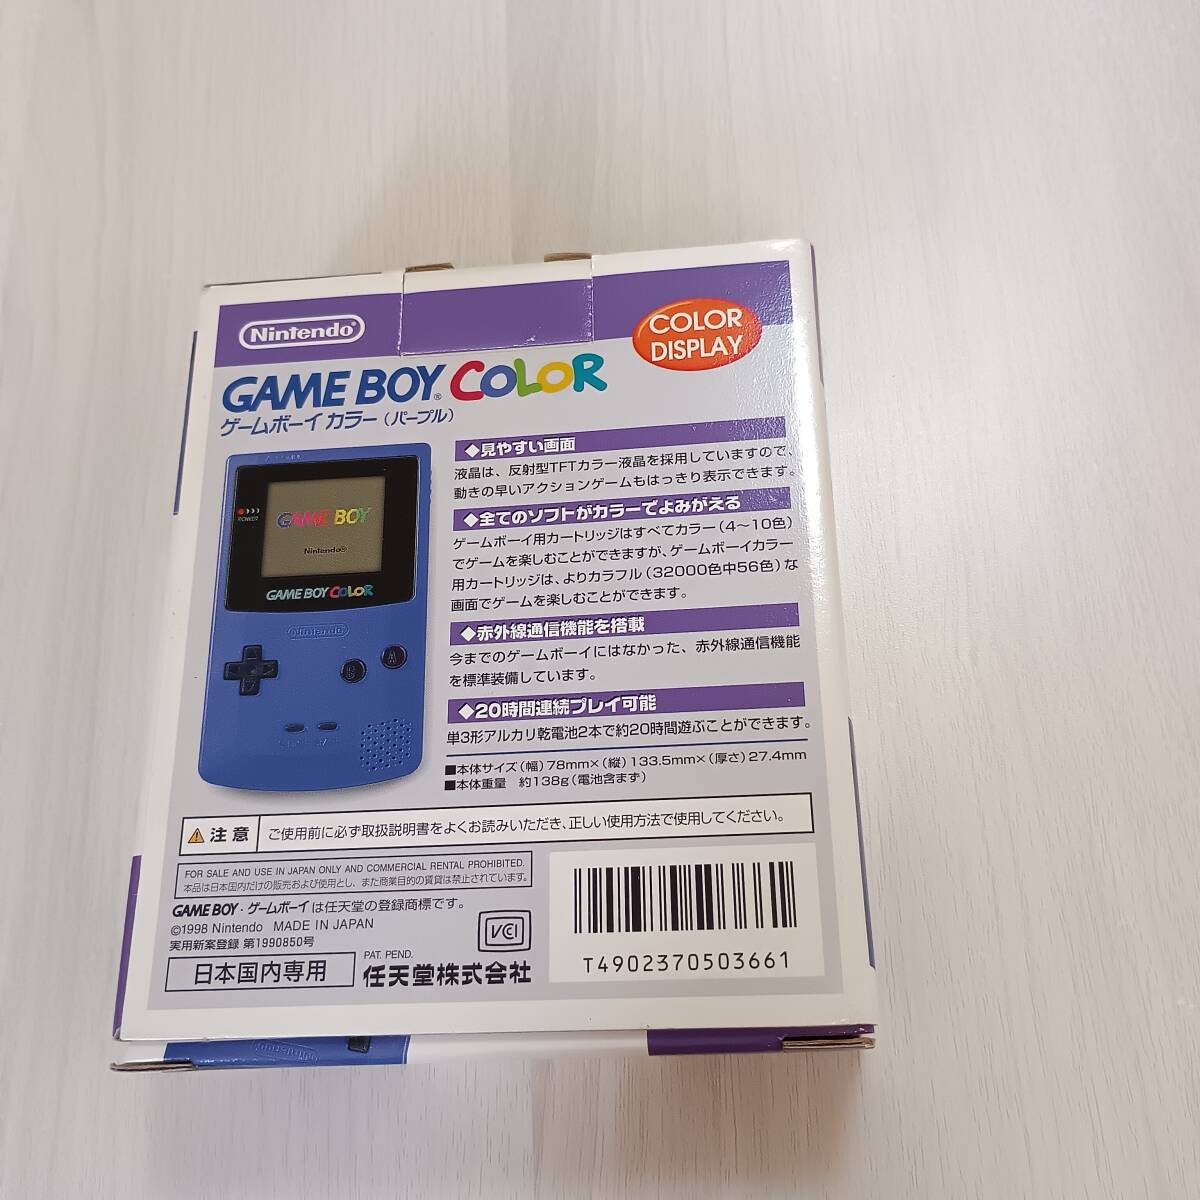 Nintendo®
COLOR
DISPLAY
GAME BOY® COLOR
ゲームボーイ カラー（パープル）
POWER
GAME BOY
Nintendo®
GAME BOY COLOR
Nintendo
B
A
◆見やすい画面
液晶は、反射型TFTカラー液晶を採用していますので、
動きの早いアクションゲームもはっきり表示できます。
◆全てのソフトがカラーでよみがえる
ゲームボーイ用カートリッジはすべてカラー（4〜10色）
でゲームを楽しむことができますが、ゲームボーイカラー
用カートリッジは、よりカラフル（32000色中56色）な
画面でゲームを楽しむことができます。
◆赤外線通信機能を搭載
今までのゲームボーイにはなかった、赤外線通信機能
を標準装備しています。
◆20時間連続プレイ可能
単3形アルカリ乾電池2本で約20時間遊ぶことができます。
■本体サイズ（幅）78mm×（縦）133.5mm×（厚さ）27.4mm
■本体重量 約138g（電池含まず）
注意
ご使用前に必ず取扱説明書をよくお読みいただき、正しい使用方法で使用してください。
FOR SALE AND USE IN JAPAN ONLY AND COMMERCIAL RENTAL PROHIBITED.
本品は日本国内だけの販売および使用とし、また商業目的の賃貸は禁止されています。
GAME BOY・ゲームボーイは任天堂の登録商標です。
©1998 Nintendo MADE IN JAPAN
実用新案登録 第1990850号
PAT. PEND.
VCI
日本国内専用
任天堂株式会社
T4902370503661